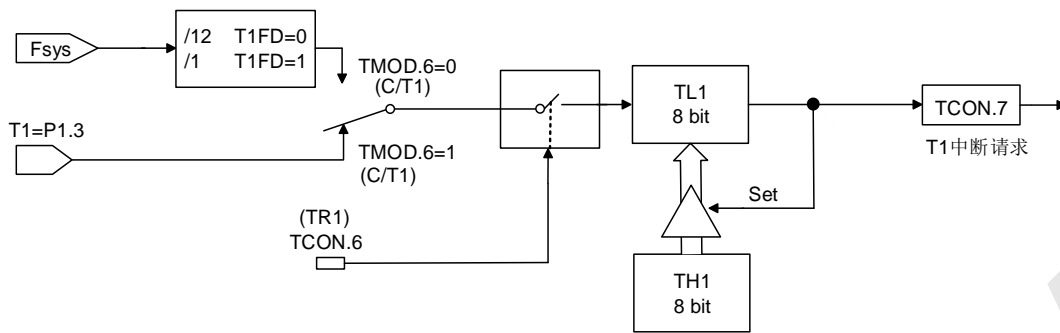 Fsys
/12 T1FD=0
/1 T1FD=1
TMOD.6=0
(C/T1)
T1=P1.3
TMOD.6=1
(C/T1)
(TR1)
TCON.6
TL1
8 bit
TCON.7
T1中断请求
Set
TH1
8 bit